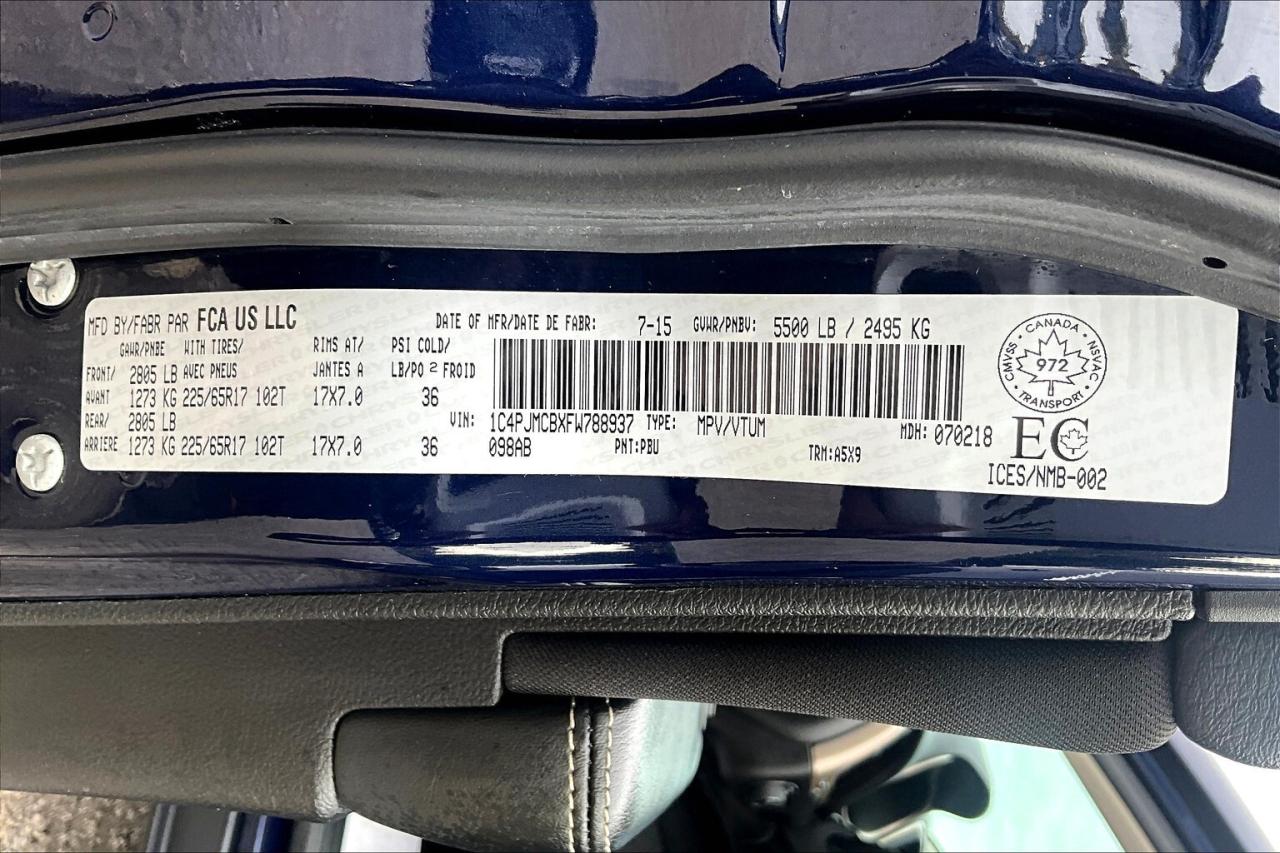 MFD BY/FABR PAR FCA US LLC DATE OF MFR/DATE DE FABR: 7-15 GVWR/PNBV: 5500 LB / 2495 KG
GAWR/PNBE WITH TIRES/ RIMS AT/ PSI COLD/
FRONT/ 2805 LB AVEC PNEUS JANTES A LB/PO 2 FROID
AVANT 1273 KG 225/65R17 102T 17X7.0 36
REAR/ 2805 LB VIN: 1C4PJMCBXFW788937 TYPE: MPV/VTUM MDH: 070218
ARRIERE 1273 KG 225/65R17 102T 17X7.0 36 098AB PNT:PBU TRM:A5X9
CANADA
CMVSS 972 NSVAC
TRANSPORT
EC
ICES/NMB-002